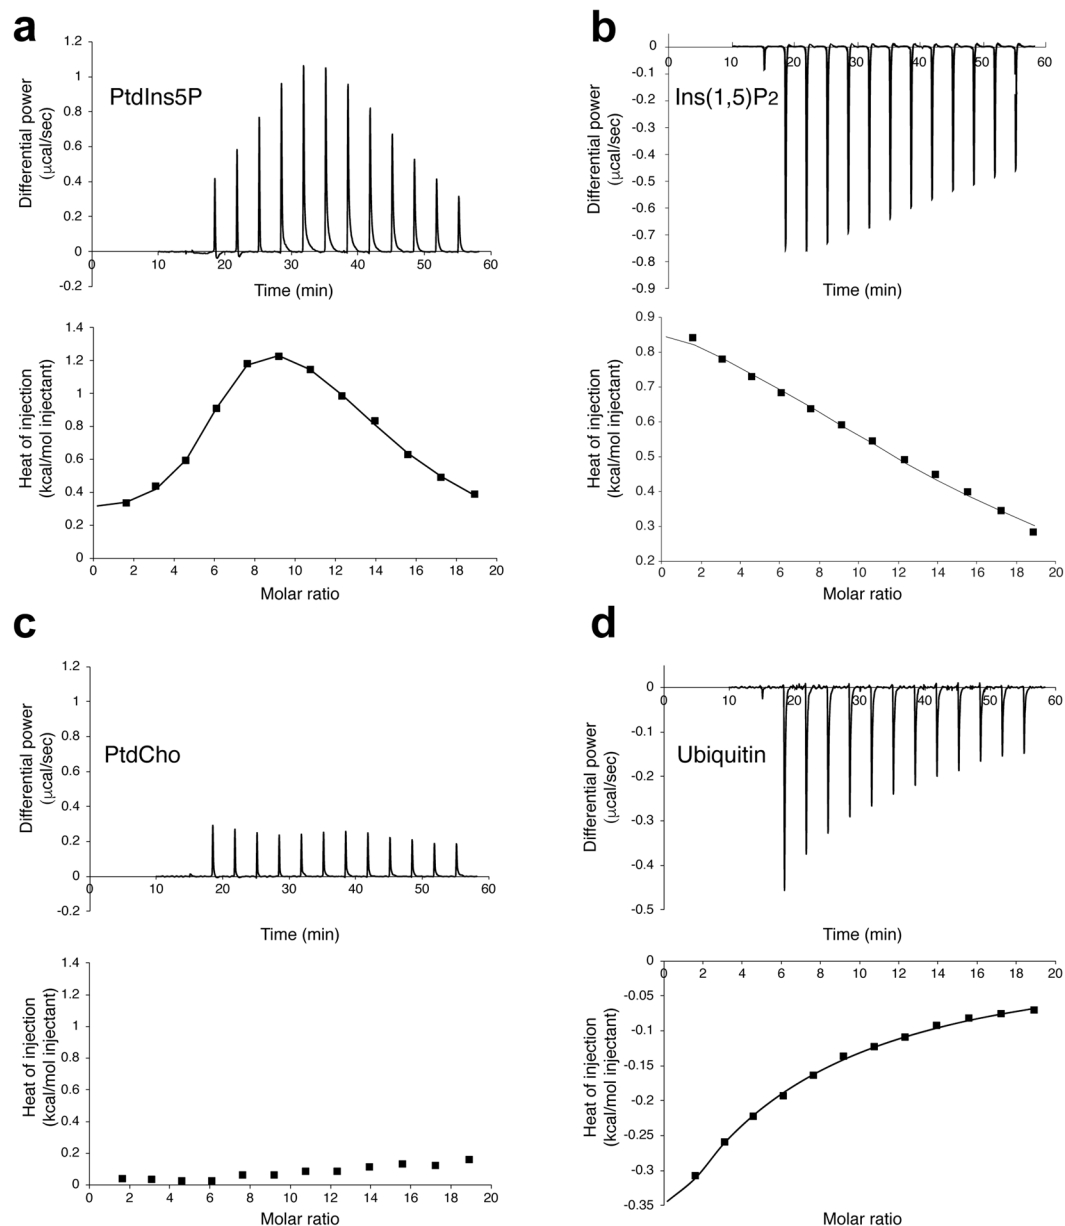 a
1.2
1
0.8
0.6
0.4
0.2
0
-0.2
Differential power
(μcal/sec)
PtdIns5P
0 10 20 30 40 50 60
Time (min)
1.4
1.2
1
0.8
0.6
0.4
0.2
0
Heat of injection
(kcal/mol injectant)
0 2 4 6 8 10 12 14 16 18 20
Molar ratio
b
0
-0.1
-0.2
-0.3
-0.4
-0.5
-0.6
-0.7
-0.8
-0.9
Differential power
(μcal/sec)
10 20 30 40 50 60
Ins(1,5)P2
Time (min)
0.9
0.8
0.7
0.6
0.5
0.4
0.3
0.2
Heat of injection
(kcal/mol injectant)
0 2 4 6 8 10 12 14 16 18 20
Molar ratio
c
1.2
1
0.8
0.6
0.4
0.2
0
-0.2
Differential power
(μcal/sec)
PtdCho
0 10 20 30 40 50 60
Time (min)
1.4
1.2
1
0.8
0.6
0.4
0.2
0
Heat of injection
(kcal/mol injectant)
0 2 4 6 8 10 12 14 16 18 20
Molar ratio
d
0
-0.1
-0.2
-0.3
-0.4
-0.5
Differential power
(μcal/sec)
0 10 20 30 40 50 60
Ubiquitin
Time (min)
0
-0.05
-0.1
-0.15
-0.2
-0.25
-0.3
-0.35
Heat of injection
(kcal/mol injectant)
0 2 4 6 8 10 12 14 16 18 20
Molar ratio